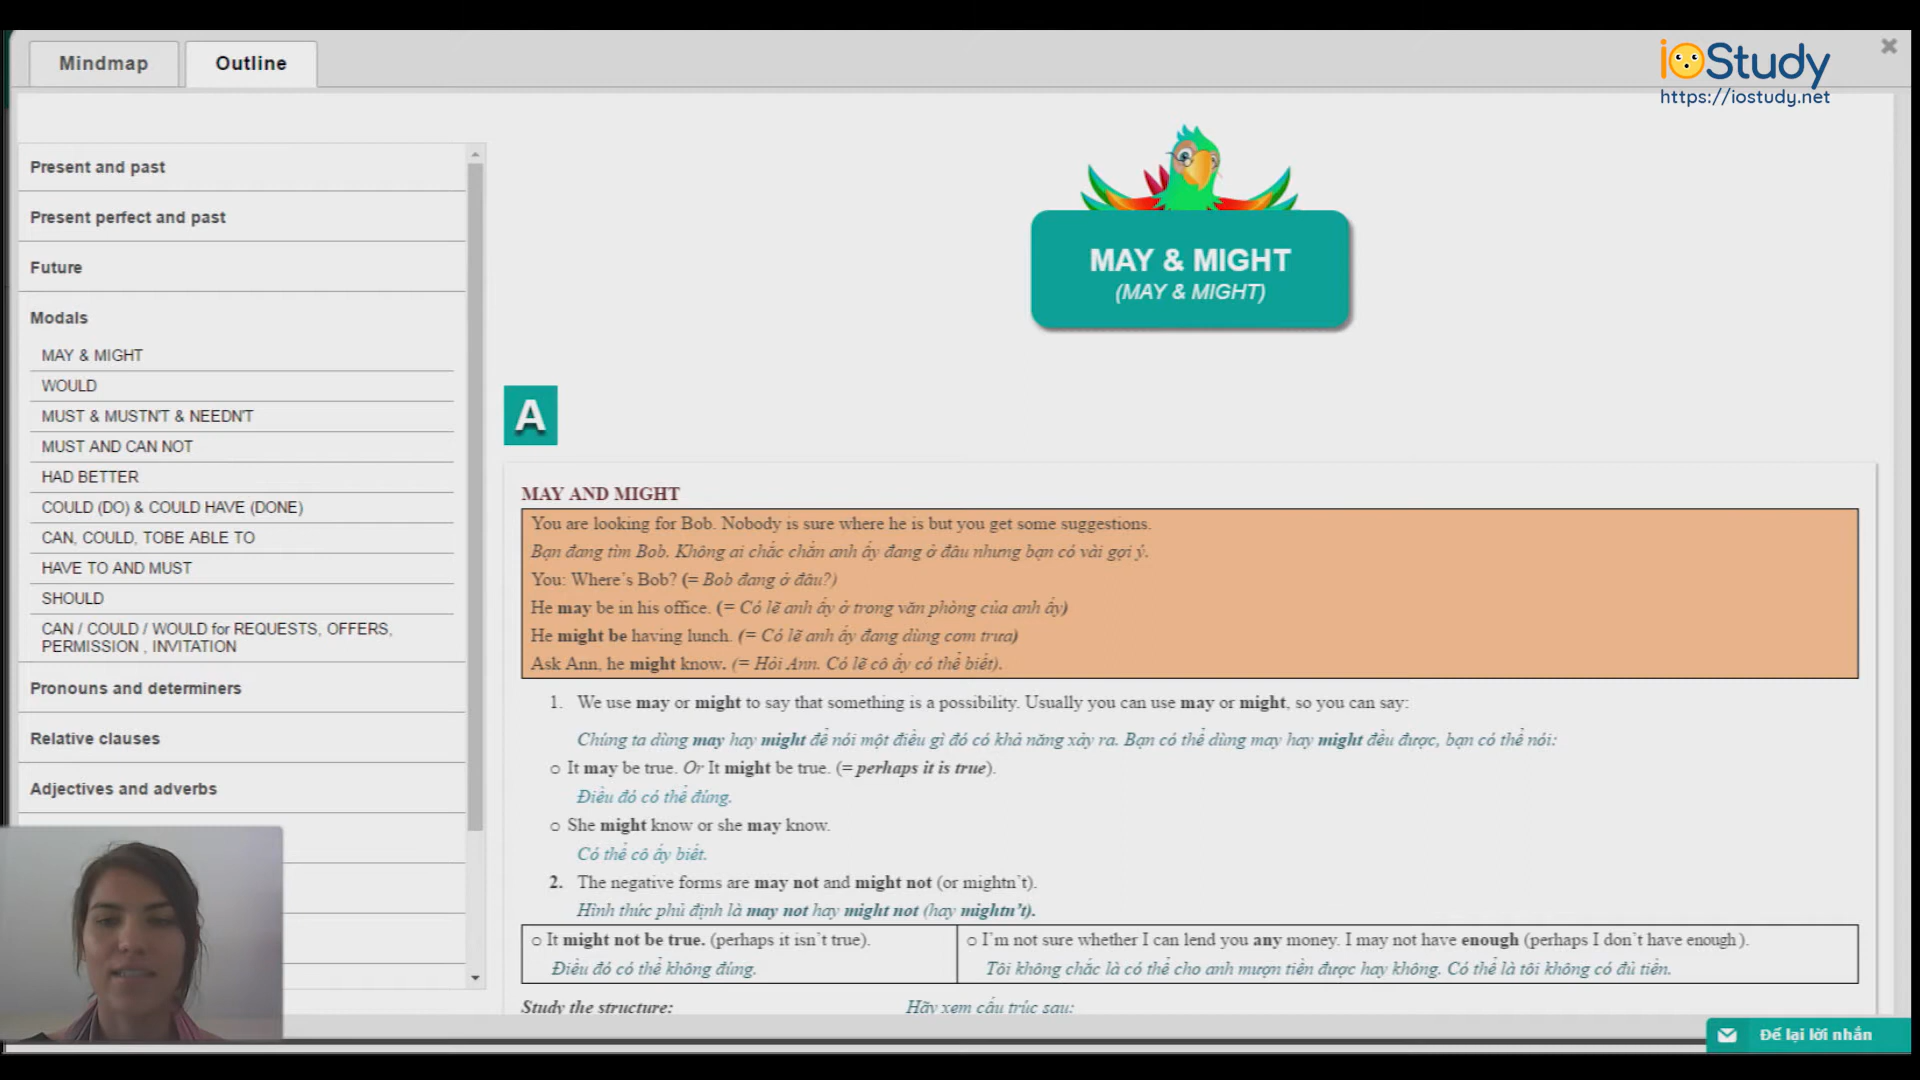 Mindmap
Outline
ioStudy
https://iostudy.net
Present and past
Present perfect and past
Future
Modals
MAY & MIGHT
WOULD
MUST & MUSTN'T & NEEDN'T
MUST AND CAN NOT
HAD BETTER
COULD (DO) & COULD HAVE (DONE)
CAN, COULD, TOBE ABLE TO
HAVE TO AND MUST
SHOULD
CAN / COULD / WOULD for REQUESTS, OFFERS,
PERMISSION , INVITATION
Pronouns and determiners
Relative clauses
Adjectives and adverbs
MAY & MIGHT
(MAY & MIGHT)
A
MAY AND MIGHT
You are looking for Bob. Nobody is sure where he is but you get some suggestions.
Bạn đang tìm Bob. Không ai chắc chắn anh ấy đang ở đâu nhưng bạn có vài gợi ý.
You: Where's Bob? (= Bob đang ở đâu?)
He may be in his office. (= Có lẽ anh ấy ở trong văn phòng của anh ấy)
He might be having lunch. (= Có lẽ anh ấy đang dùng cơm trưa)
Ask Ann, he might know. (= Hỏi Ann. Có lẽ cô ấy có thể biết).
1. We use may or might to say that something is a possibility. Usually you can use may or might, so you can say:
Chúng ta dùng may hay might để nói một điều gì đó có khả năng xảy ra. Bạn có thể dùng may hay might đều được, bạn có thể nói:
o It may be true. Or It might be true. (= perhaps it is true).
Điều đó có thể đúng.
o She might know or she may know.
Có thể cô ấy biết.
2. The negative forms are may not and might not (or mightn't).
Hình thức phủ định là may not hay might not (hay mightn't).
o It might not be true. (perhaps it isn't true).
Điều đó có thể không đúng.
o I'm not sure whether I can lend you any money. I may not have enough (perhaps I don't have enough).
Tôi không chắc là có thể cho anh mượn tiền được hay không. Có thể là tôi không có đủ tiền.
Study the structure: Hãy xem cấu trúc sau:
Để lại lời nhắn